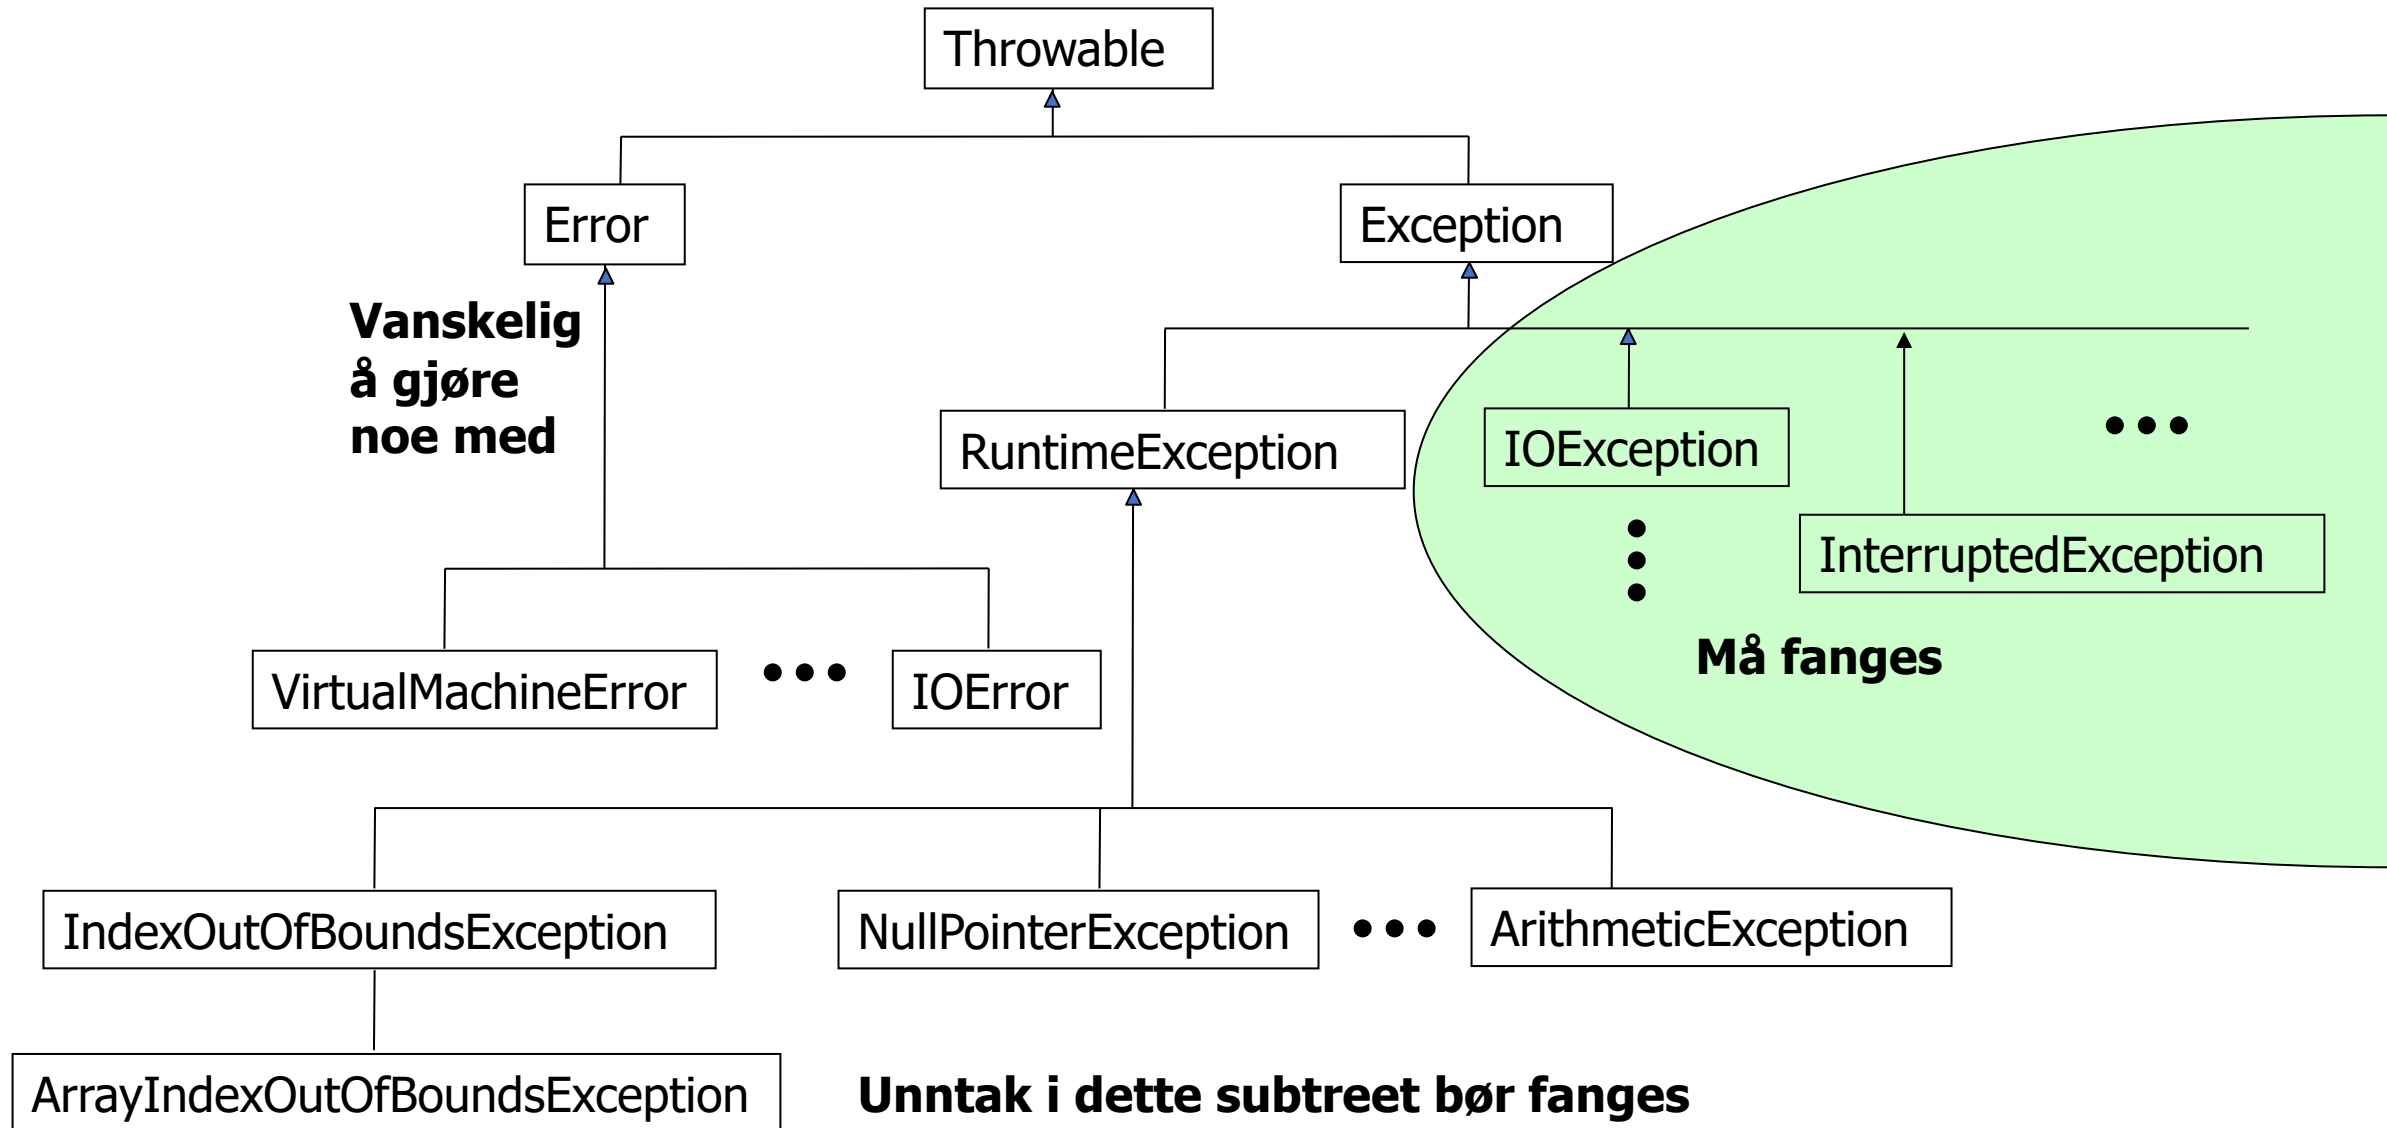 Throwable
Error
Exception
Vanskelig
å gjøre
noe med
RuntimeException
IOException
InterruptedException
Må fanges
VirtualMachineError
IOError
IndexOutOfBoundsException
NullPointerException
ArithmeticException
ArrayIndexOutOfBoundsException
Unntak i dette subtreet bør fanges